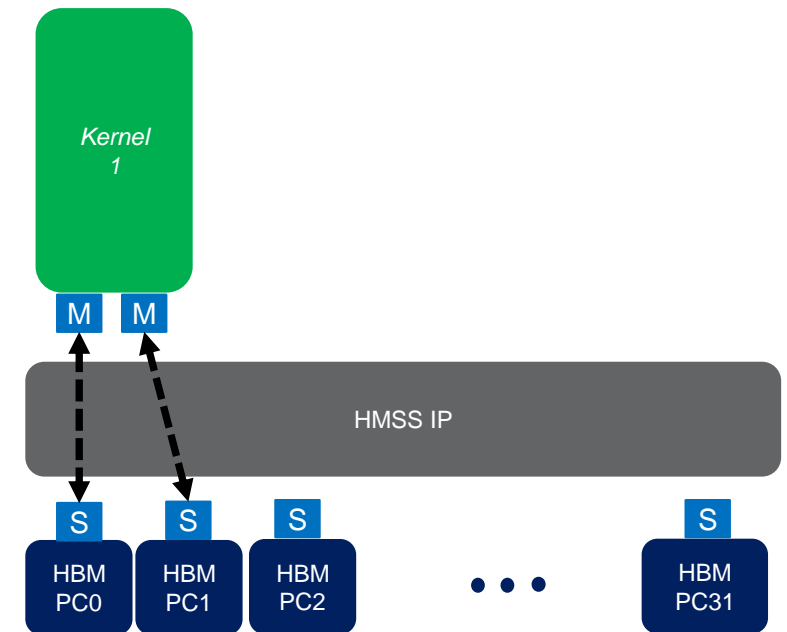 Kernel
1
M M
HMSS IP
S S S S
HBM HBM HBM HBM
PC0 PC1 PC2 PC31